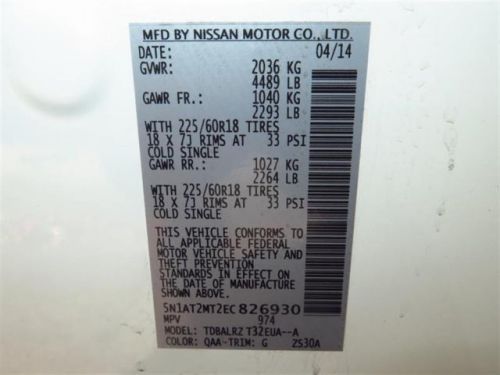 MFD BY NISSAN MOTOR CO., LTD.
DATE: 04/14
GVWR: 2036 KG
4489 LB
GAWR FR.: 1040 KG
2293 LB
WITH 225/60R18 TIRES
18 X 7J RIMS AT 33 PSI
COLD SINGLE
GAWR RR.: 1027 KG
2264 LB
WITH 225/60R18 TIRES
18 X 7J RIMS AT 33 PSI
COLD SINGLE
THIS VEHICLE CONFORMS TO
ALL APPLICABLE FEDERAL
MOTOR VEHICLE SAFETY AND
THEFT PREVENTION
STANDARDS IN EFFECT ON
THE DATE OF MANUFACTURE
SHOWN ABOVE.
5N1AT2MT2EC826930
MPV 974
MODEL: TDBALRZ T32EUA--A
COLOR: QAA-TRIM: G 2S30A